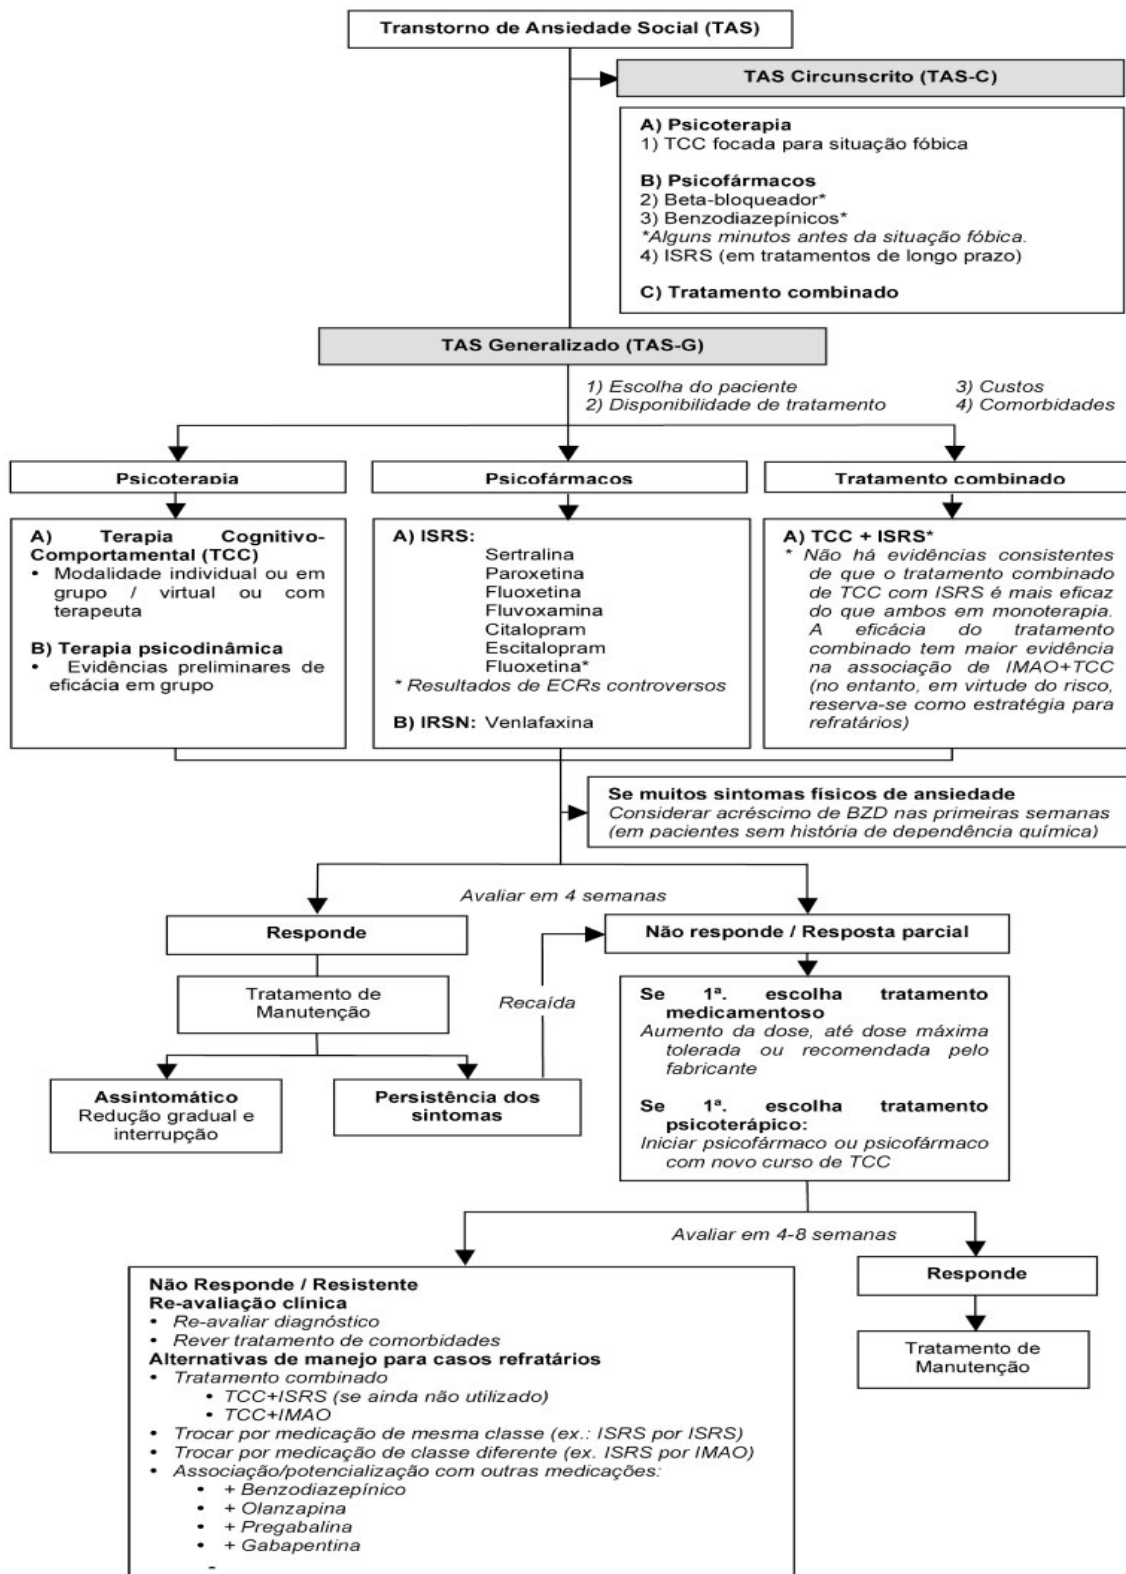 Transtorno de Ansiedade Social (TAS)
TAS Circunscrito (TAS-C)
A) Psicoterapia
1) TCC focada para situação fóbica
B) Psicofármacos
2) Beta-bloqueador*
3) Benzodiazepínicos*
*Alguns minutos antes da situação fóbica.
4) ISRS (em tratamentos de longo prazo)
C) Tratamento combinado
TAS Generalizado (TAS-G)
1) Escolha do paciente
2) Disponibilidade de tratamento
3) Custos
4) Comorbidades
Psicoterapia
A) Terapia Cognitivo-
Comportamental (TCC)
• Modalidade individual ou em
grupo / virtual ou com
terapeuta
B) Terapia psicodinâmica
• Evidências preliminares de
eficácia em grupo
Psicofármacos
A) ISRS:
Sertralina
Paroxetina
Fluoxetina
Fluvoxamina
Citalopram
Escitalopram
Fluoxetina*
* Resultados de ECRs controversos
B) IRSN: Venlafaxina
Tratamento combinado
A) TCC + ISRS*
* Não há evidências consistentes
de que o tratamento combinado
de TCC com ISRS é mais eficaz
do que ambos em monoterapia.
A eficácia do tratamento
combinado tem maior evidência
na associação de IMAO+TCC
(no entanto, em virtude do risco,
reserva-se como estratégia para
refratários)
Se muitos sintomas físicos de ansiedade
Considerar acréscimo de BZD nas primeiras semanas
(em pacientes sem história de dependência química)
Avaliar em 4 semanas
Responde
Tratamento de
Manutenção
Recaída
Assintomático
Redução gradual e
interrupção
Persistência dos
sintomas
Não responde / Resposta parcial
Se 1ª. escolha tratamento
medicamentoso
Aumento da dose, até dose máxima
tolerada ou recomendada pelo
fabricante
Se 1ª. escolha tratamento
psicoterápico:
Iniciar psicofármaco ou psicofármaco
com novo curso de TCC
Avaliar em 4-8 semanas
Não Responde / Resistente
Re-avaliação clínica
• Re-avaliar diagnóstico
• Rever tratamento de comorbidades
Alternativas de manejo para casos refratários
• Tratamento combinado
• TCC+ISRS (se ainda não utilizado)
• TCC+IMAO
• Trocar por medicação de mesma classe (ex.: ISRS por ISRS)
• Trocar por medicação de classe diferente (ex. ISRS por IMAO)
• Associação/potencialização com outras medicações:
• + Benzodiazepínico
• + Olanzapina
• + Pregabalina
• + Gabapentina
-
Responde
Tratamento de
Manutenção